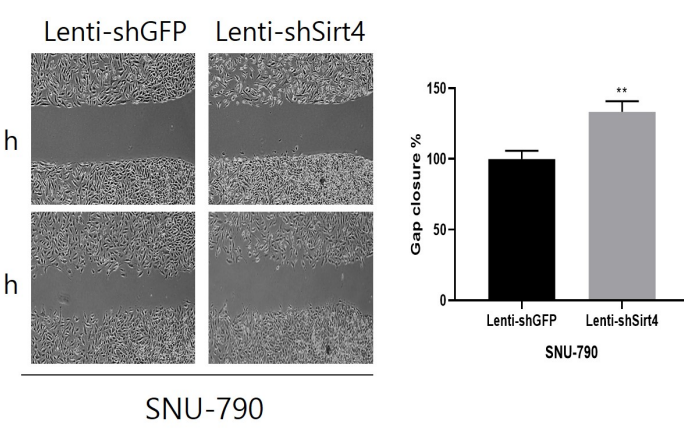 Lenti-shGFP Lenti-shSirt4
h
h
SNU-790
Gap closure %
150
**
100
50
0
Lenti-shGFP Lenti-shSirt4
SNU-790